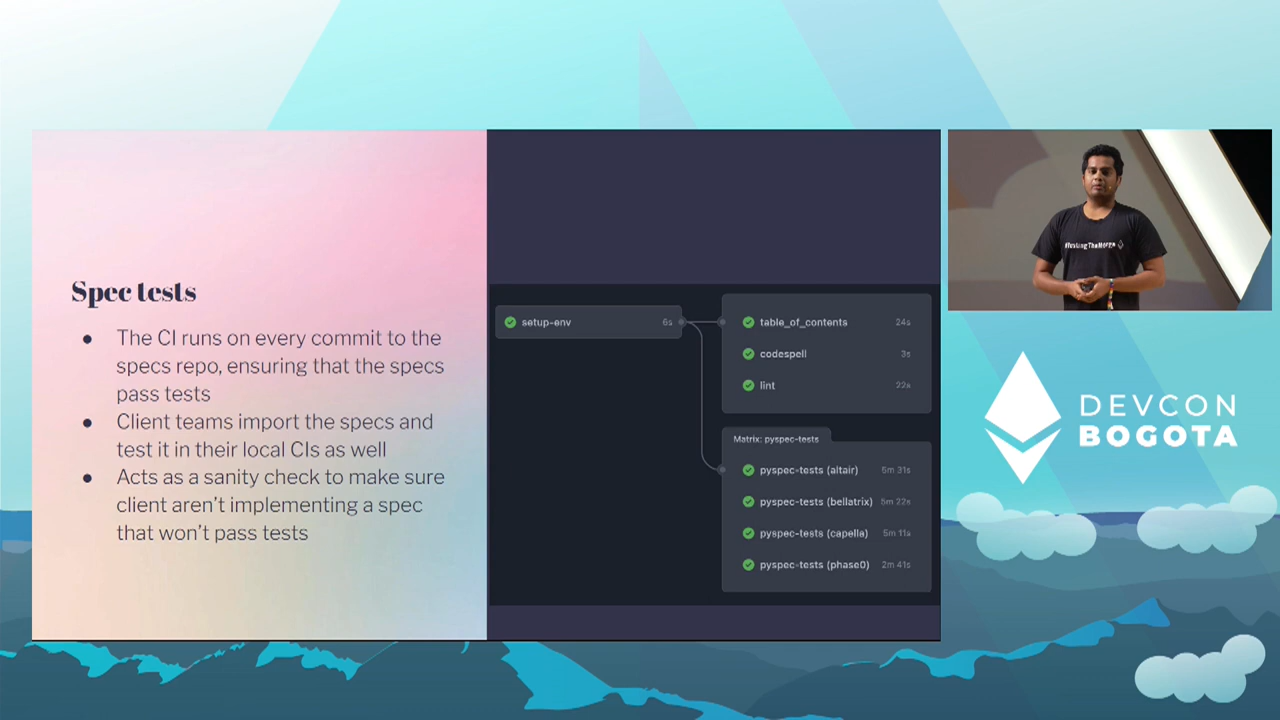 Spec tests
● The CI runs on every commit to the
specs repo, ensuring that the specs
pass tests
● Client teams import the specs and
test it in their local CIs as well
● Acts as a sanity check to make sure
client aren't implementing a spec
that won't pass tests
setup-env 6s
table_of_contents 24s
codespell 3s
lint 22s
Matrix: pyspec-tests
pyspec-tests (altair) 5m 31s
pyspec-tests (bellatrix) 5m 22s
pyspec-tests (capella) 5m 11s
pyspec-tests (phase0) 2m 41s
#TestingTheMerge
DEVCON
BOGOTA